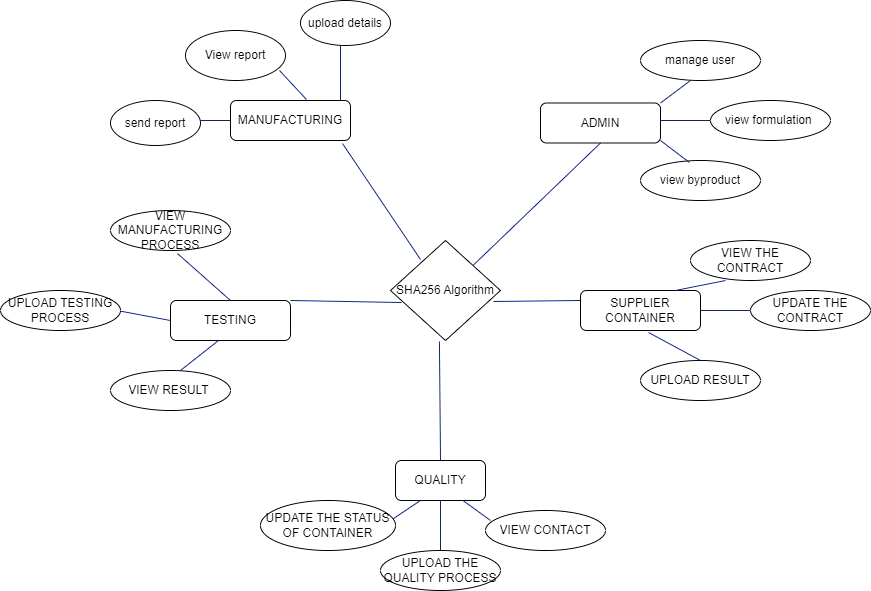 upload details
View report
manage user
send report
MANUFACTURING
ADMIN
view formulation
view byproduct
VIEW
MANUFACTURING
PROCESS
VIEW THE
CONTRACT
SHA256 Algorithm
UPLOAD TESTING
PROCESS
TESTING
SUPPLIER
CONTAINER
UPDATE THE
CONTRACT
VIEW RESULT
UPLOAD RESULT
QUALITY
UPDATE THE STATUS
OF CONTAINER
VIEW CONTACT
UPLOAD THE
QUALITY PROCESS